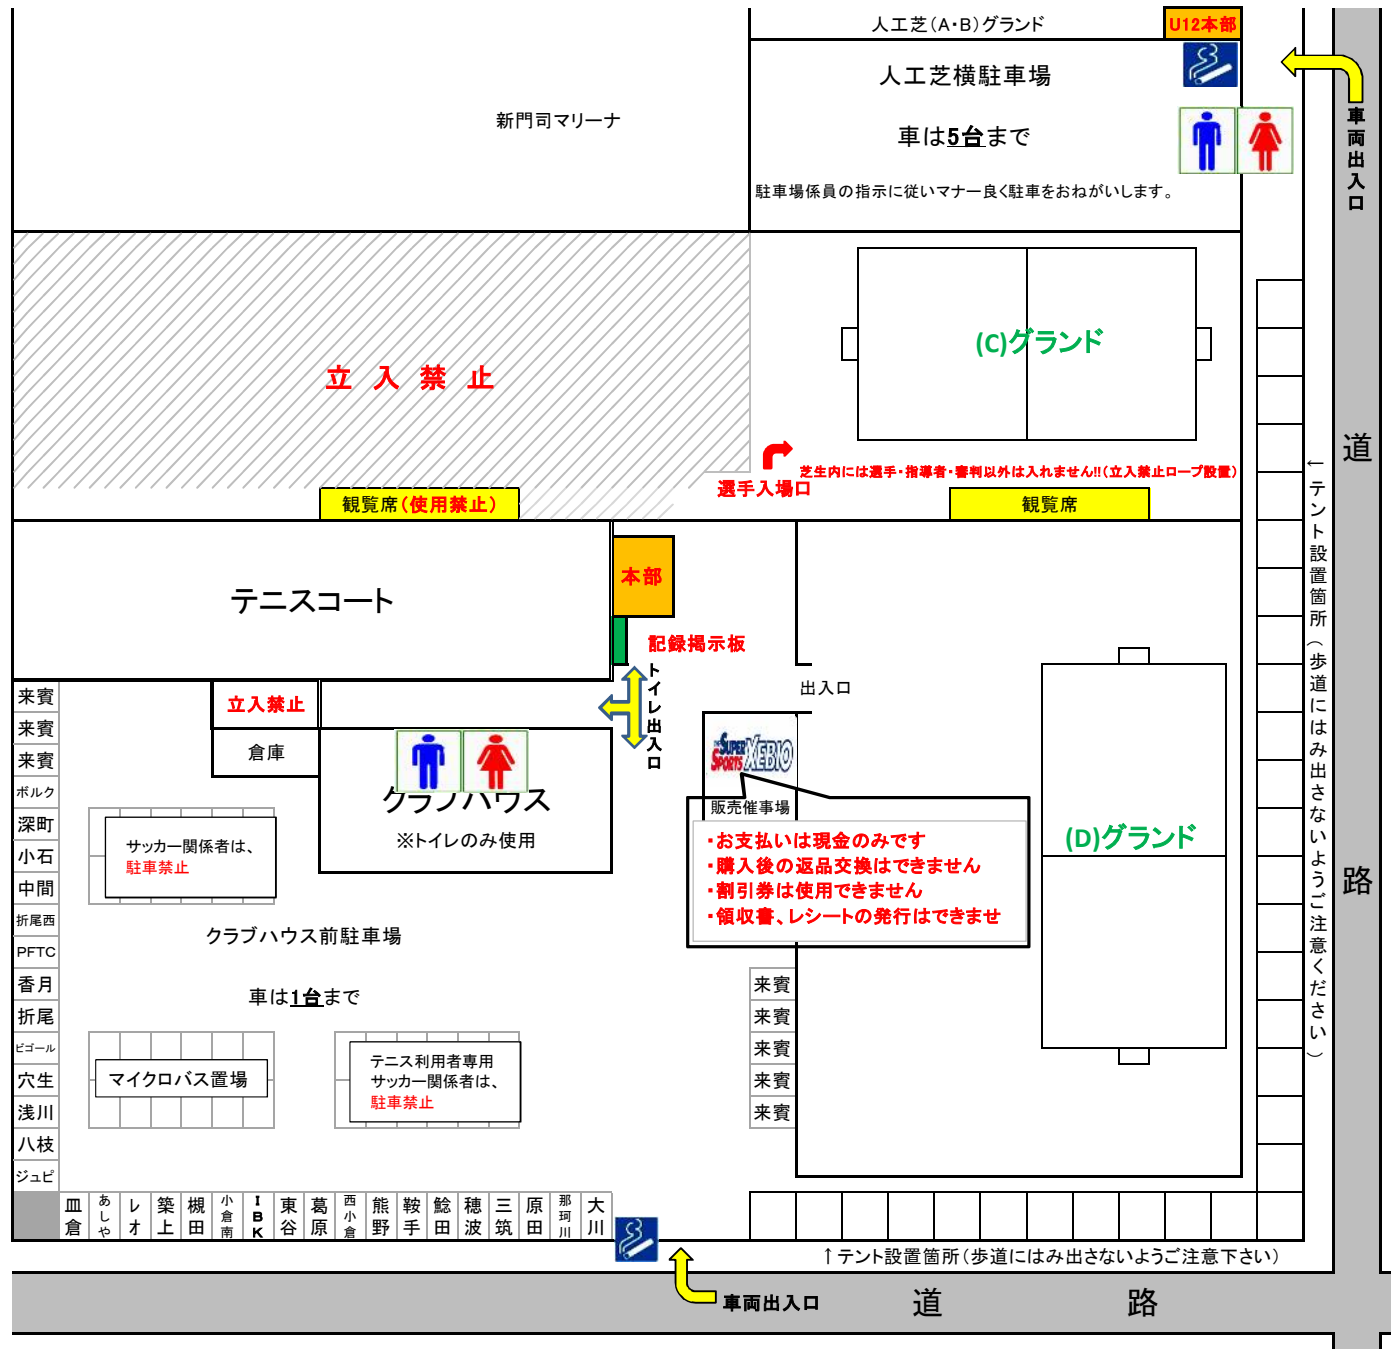 人工芝(A・B)グランド
U12本部
人工芝横駐車場
新門司マリーナ
車は5台まで
駐車場係員の指示に従いマナー良く駐車をおねがいします。
車両出入口
(C)グランド
立入禁止
芝生内には選手・指導者・審判以外は入れません!!(立入禁止ロープ設置)
選手入場口
観覧席(使用禁止)
観覧席
道路
←テント設置箇所(歩道にはみ出さないようご注意ください)
テニスコート
本部
記録掲示板
トイレ出入口
出入口
立入禁止
倉庫
クラブハウス
※トイレのみ使用
SUPER SPORTS XEBIO
販売催事場
・お支払いは現金のみです
・購入後の返品交換はできません
・割引券は使用できません
・領収書、レシートの発行はできませ
(D)グランド
来賓
来賓
来賓
ボルク
深町
小石
中間
折尾西
PFTC
香月
折尾
ビゴール
穴生
浅川
八枝
ジュピ
サッカー関係者は、
駐車禁止
クラブハウス前駐車場
車は1台まで
マイクロバス置場
テニス利用者専用
サッカー関係者は、
駐車禁止
来賓
来賓
来賓
来賓
来賓
皿倉
あしや
レオ
築上
槻田
小倉南
IBK
東谷
葛原
西小倉
熊野
鞍手
鯰田
穂波
三筑
原田
那珂川
大川
↑テント設置箇所(歩道にはみ出さないようご注意下さい)
車両出入口
道路